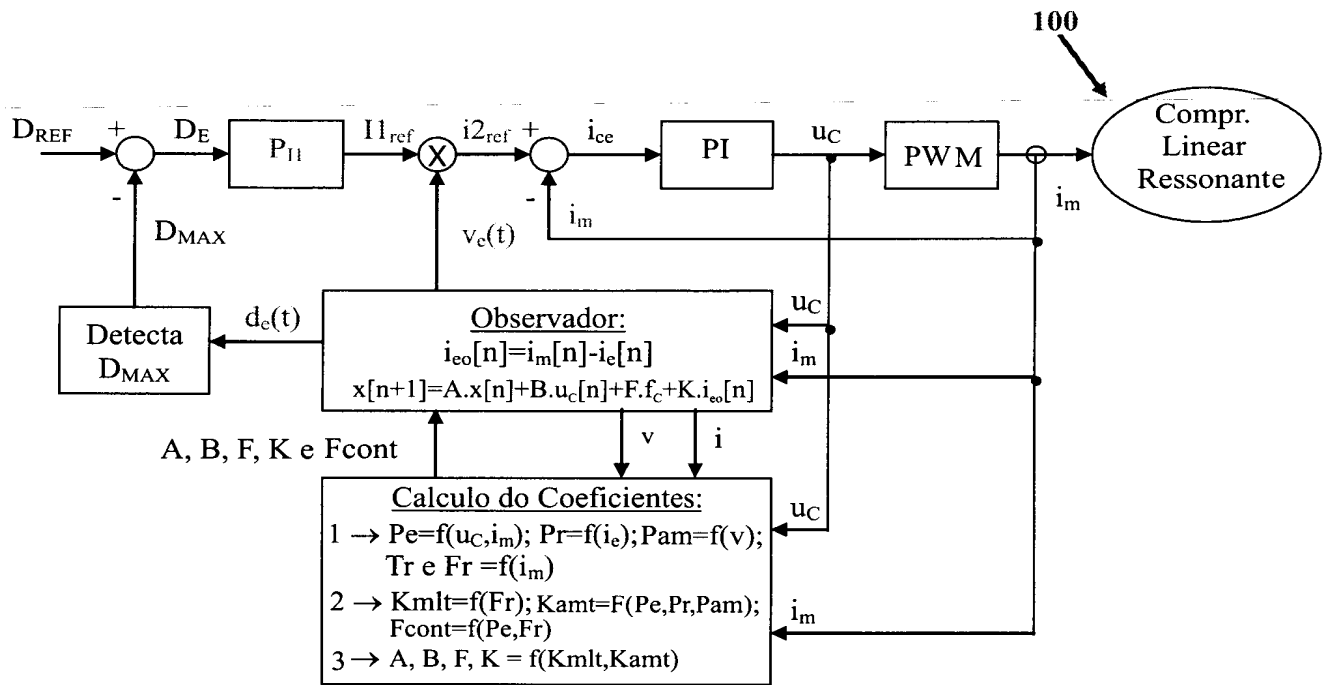 100
Compr.
Linear
Ressonante
D_REF
+
D_E
P_I1
I1_ref
X
i2_ref
+
i_ce
PI
u_C
PWM
i_m
-
D_MAX
-
i_m
v_e(t)
Detecta
D_MAX
d_e(t)
Observador:
i_eo[n]=i_m[n]-i_e[n]
x[n+1]=A.x[n]+B.u_C[n]+F.f_C+K.i_eo[n]
u_C
i_m
A, B, F, K e Fcont
v
i
Calculo do Coeficientes:
1 → Pe=f(u_C,i_m); Pr=f(i_e);Pam=f(v);
Tr e Fr =f(i_m)
2 → Kmlt=f(Fr); Kamt=F(Pe,Pr,Pam);
Fcont=f(Pe,Fr)
3 → A, B, F, K = f(Kmlt,Kamt)
u_C
i_m